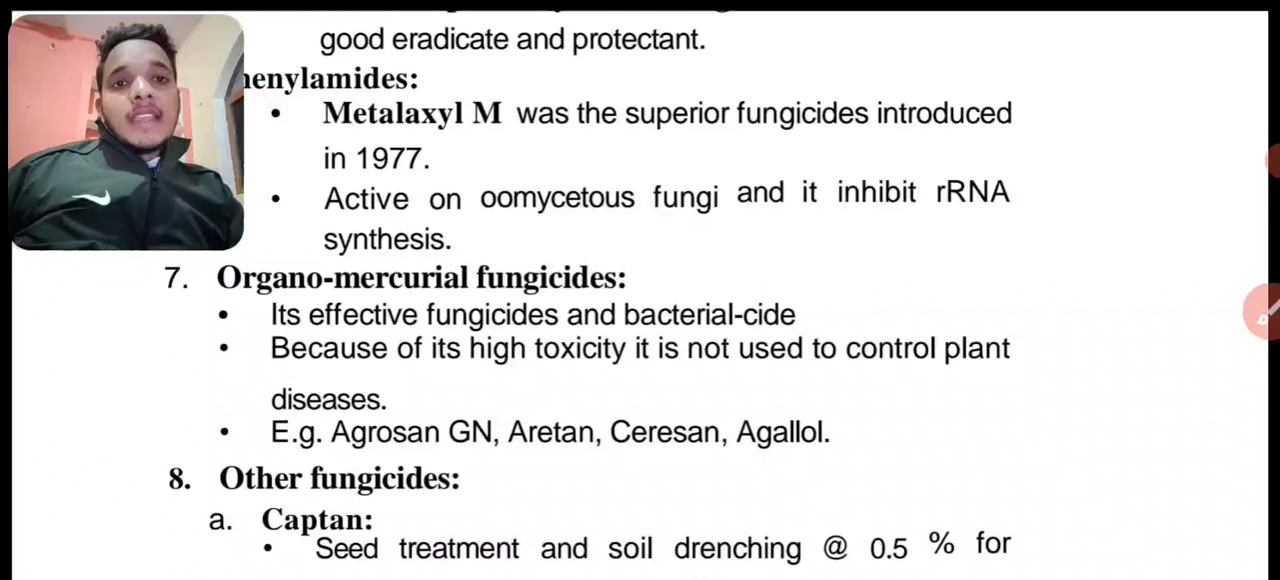 good eradicate and protectant.
henylamides:
• Metalaxyl M was the superior fungicides introduced
in 1977.
• Active on oomycetous fungi and it inhibit rRNA
synthesis.
7. Organo-mercurial fungicides:
• Its effective fungicides and bacterial-cide
• Because of its high toxicity it is not used to control plant
diseases.
• E.g. Agrosan GN, Aretan, Ceresan, Agallol.
8. Other fungicides:
a. Captan:
• Seed treatment and soil drenching @ 0.5 % for